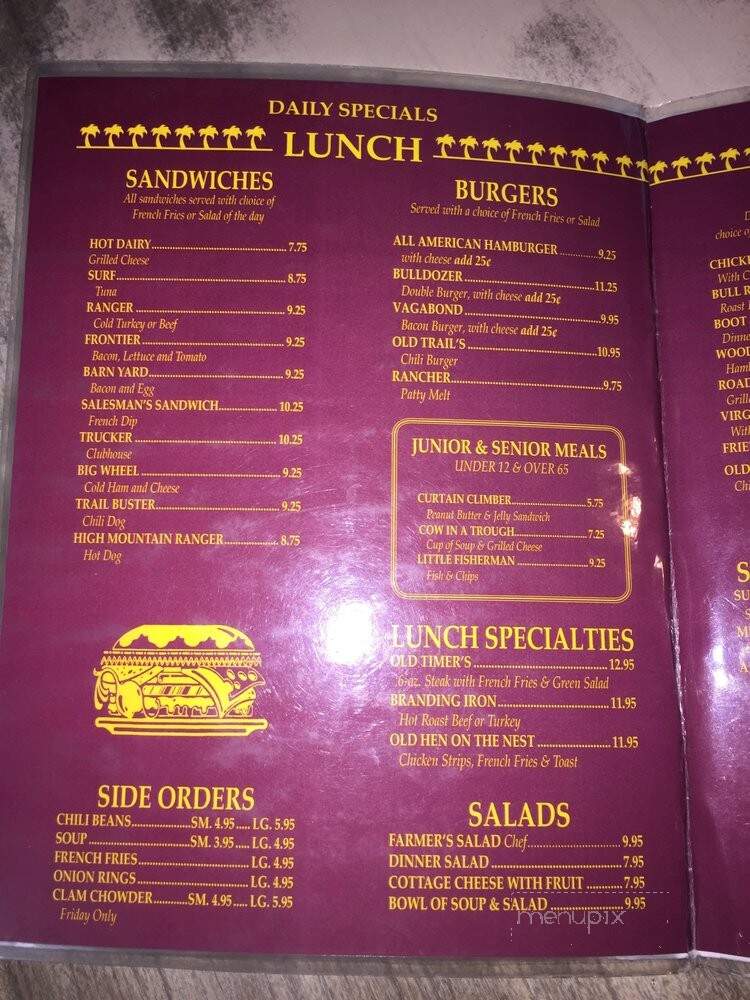 DAILY SPECIALS
LUNCH
SANDWICHES
All sandwiches served with choice of
French Fries or Salad of the day
HOT DAIRY 7.75
Grilled Cheese
SURF 8.75
Tuna
RANGER 9.25
Cold Turkey or Beef
FRONTIER 9.25
Bacon, Lettuce and Tomato
BARN YARD 9.25
Bacon and Egg
SALESMAN'S SANDWICH 10.25
French Dip
TRUCKER 10.25
Clubhouse
BIG WHEEL 9.25
Cold Ham and Cheese
TRAIL BUSTER 9.25
Chili Dog
HIGH MOUNTAIN RANGER 8.75
Hot Dog
SIDE ORDERS
CHILI BEANS SM. 4.95 LG. 5.95
SOUP SM. 3.95 LG. 4.95
FRENCH FRIES LG. 4.95
ONION RINGS LG. 4.95
CLAM CHOWDER SM. 4.95 LG. 5.95
Friday Only
BURGERS
Served with a choice of French Fries or Salad
ALL AMERICAN HAMBURGER 9.25
with cheese add 25¢
BULLDOZER 11.25
Double Burger, with cheese add 25¢
VAGABOND 9.95
Bacon Burger, with cheese add 25¢
OLD TRAIL'S 10.95
Chili Burger
RANCHER 9.75
Patty Melt
JUNIOR & SENIOR MEALS
UNDER 12 & OVER 65
CURTAIN CLIMBER 5.75
Peanut Butter & Jelly Sandwich
COW IN A TROUGH 7.25
Cup of Soup & Grilled Cheese
LITTLE FISHERMAN 9.25
Fish & Chips
LUNCH SPECIALTIES
OLD TIMER'S 12.95
6-oz. Steak with French Fries & Green Salad
BRANDING IRON 11.95
Hot Roast Beef or Turkey
OLD HEN ON THE NEST 11.95
Chicken Strips, French Fries & Toast
SALADS
FARMER'S SALAD Chef 9.95
DINNER SALAD 7.95
COTTAGE CHEESE WITH FRUIT 7.95
BOWL OF SOUP & SALAD 9.95
menupix
choice o
With C
Roast
BOOT
WOOD
ROAD
With
OLD